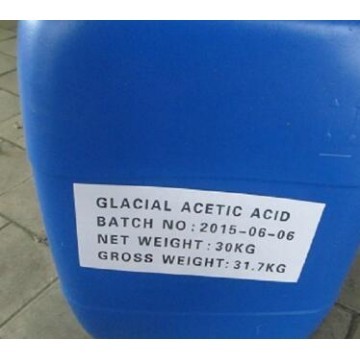 GLACIAL ACETIC ACID
BATCH NO : 2015-06-06
NET WEIGHT : 30KG
GROSS WEIGHT : 31.7KG